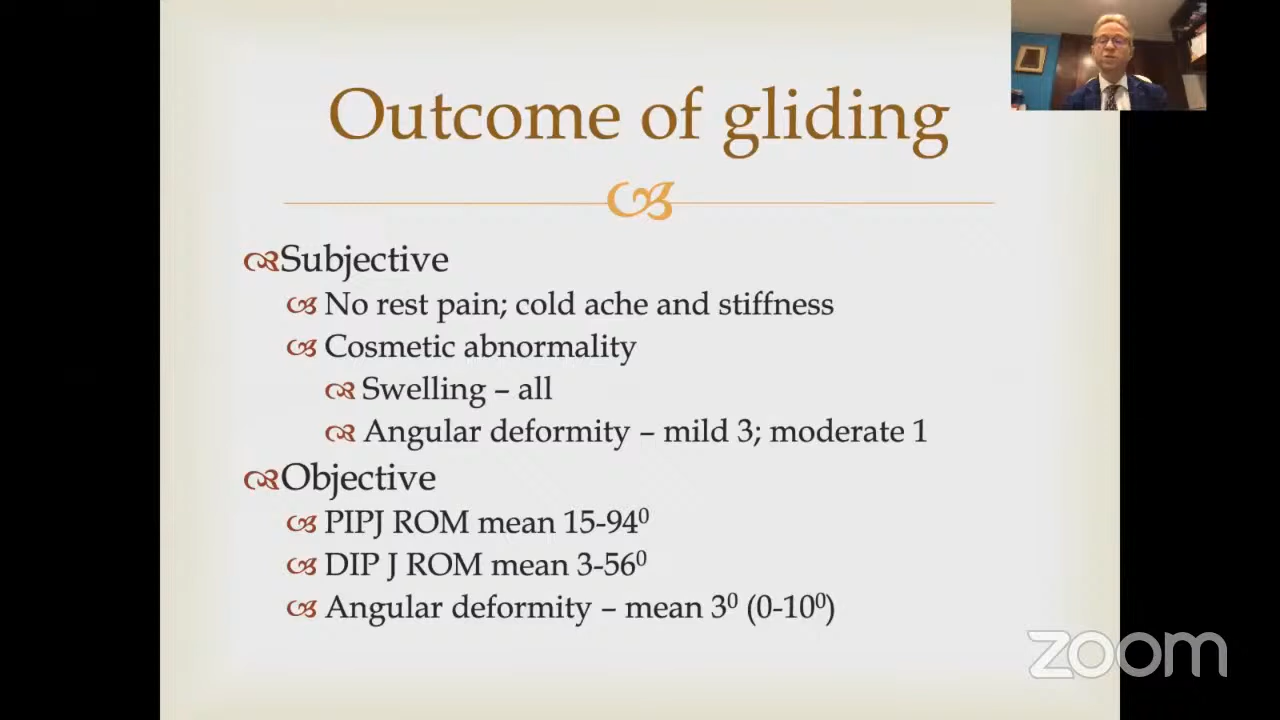 Outcome of gliding
Subjective
No rest pain; cold ache and stiffness
Cosmetic abnormality
Swelling – all
Angular deformity – mild 3; moderate 1
Objective
PIPJ ROM mean 15-94⁰
DIP J ROM mean 3-56⁰
Angular deformity – mean 3⁰ (0-10⁰)
zoom